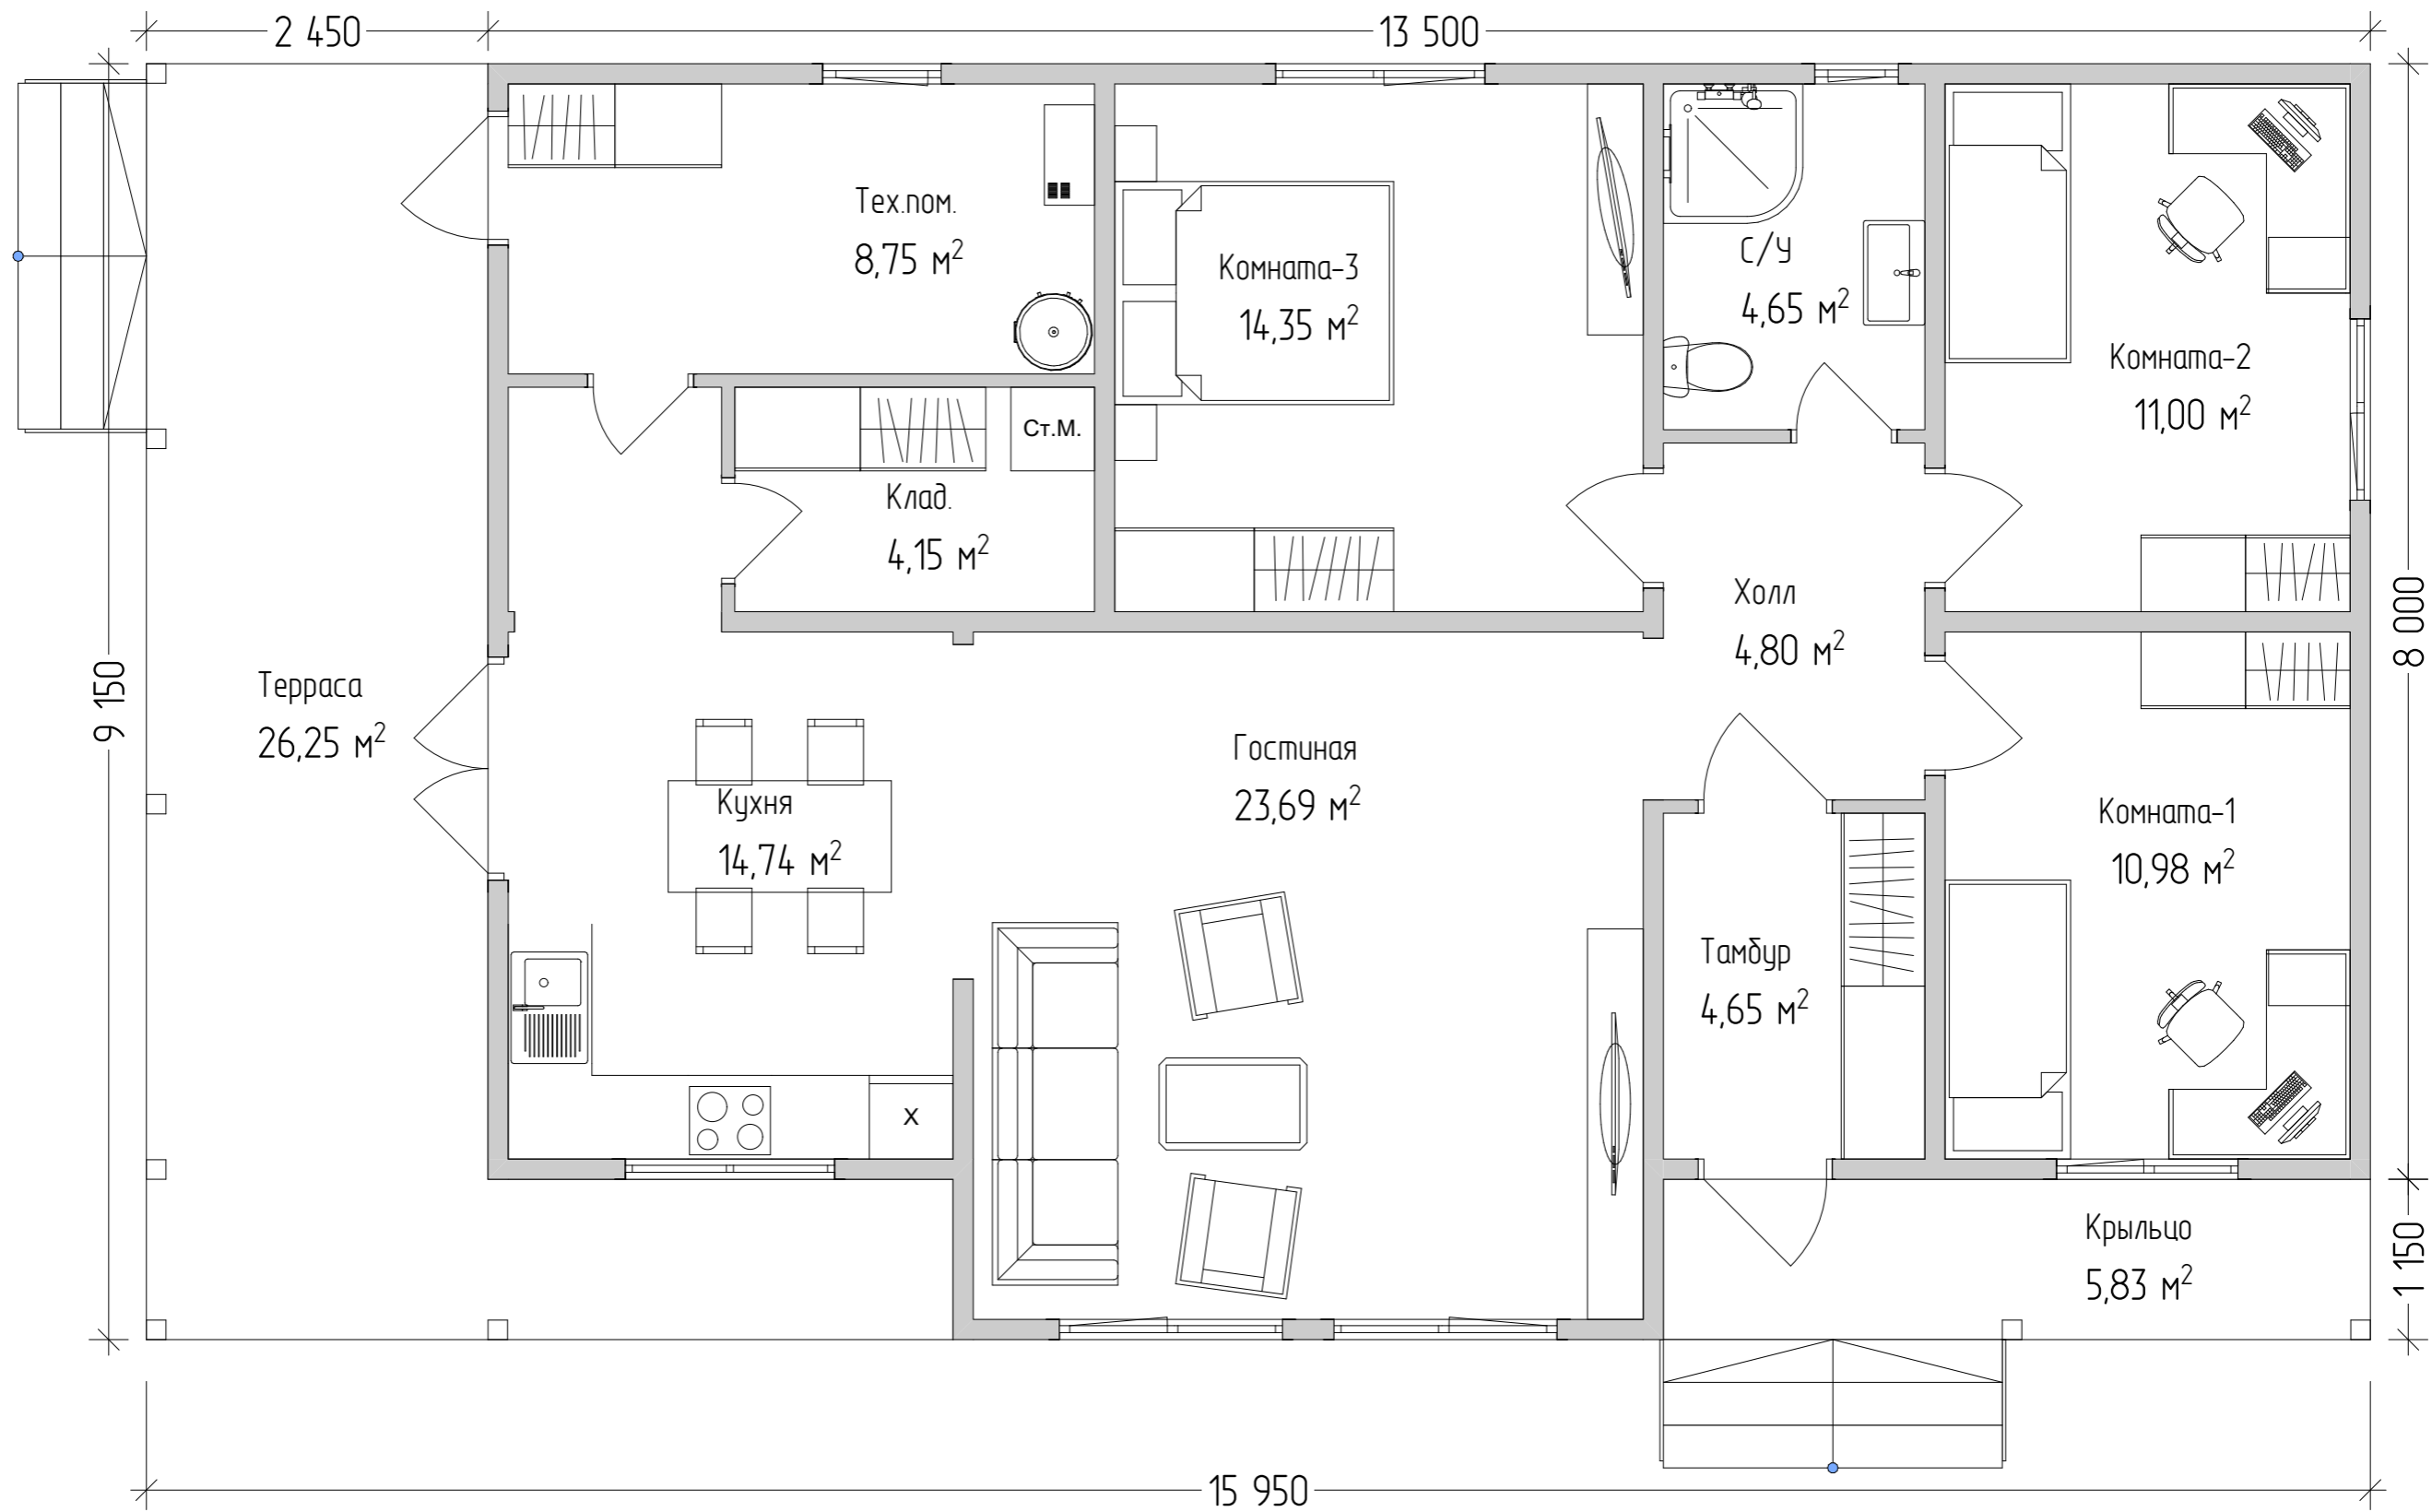 2 450
13 500
Тех.пом.
8,75 м²
Комната-3
14,35 м²
С/У
4,65 м²
Комната-2
11,00 м²
Ст.М.
Клад.
4,15 м²
Холл
4,80 м²
8 000
9 150
Терраса
26,25 м²
Кухня
14,74 м²
Гостиная
23,69 м²
Комната-1
10,98 м²
Тамбур
4,65 м²
X
Крыльцо
5,83 м²
1 150
15 950